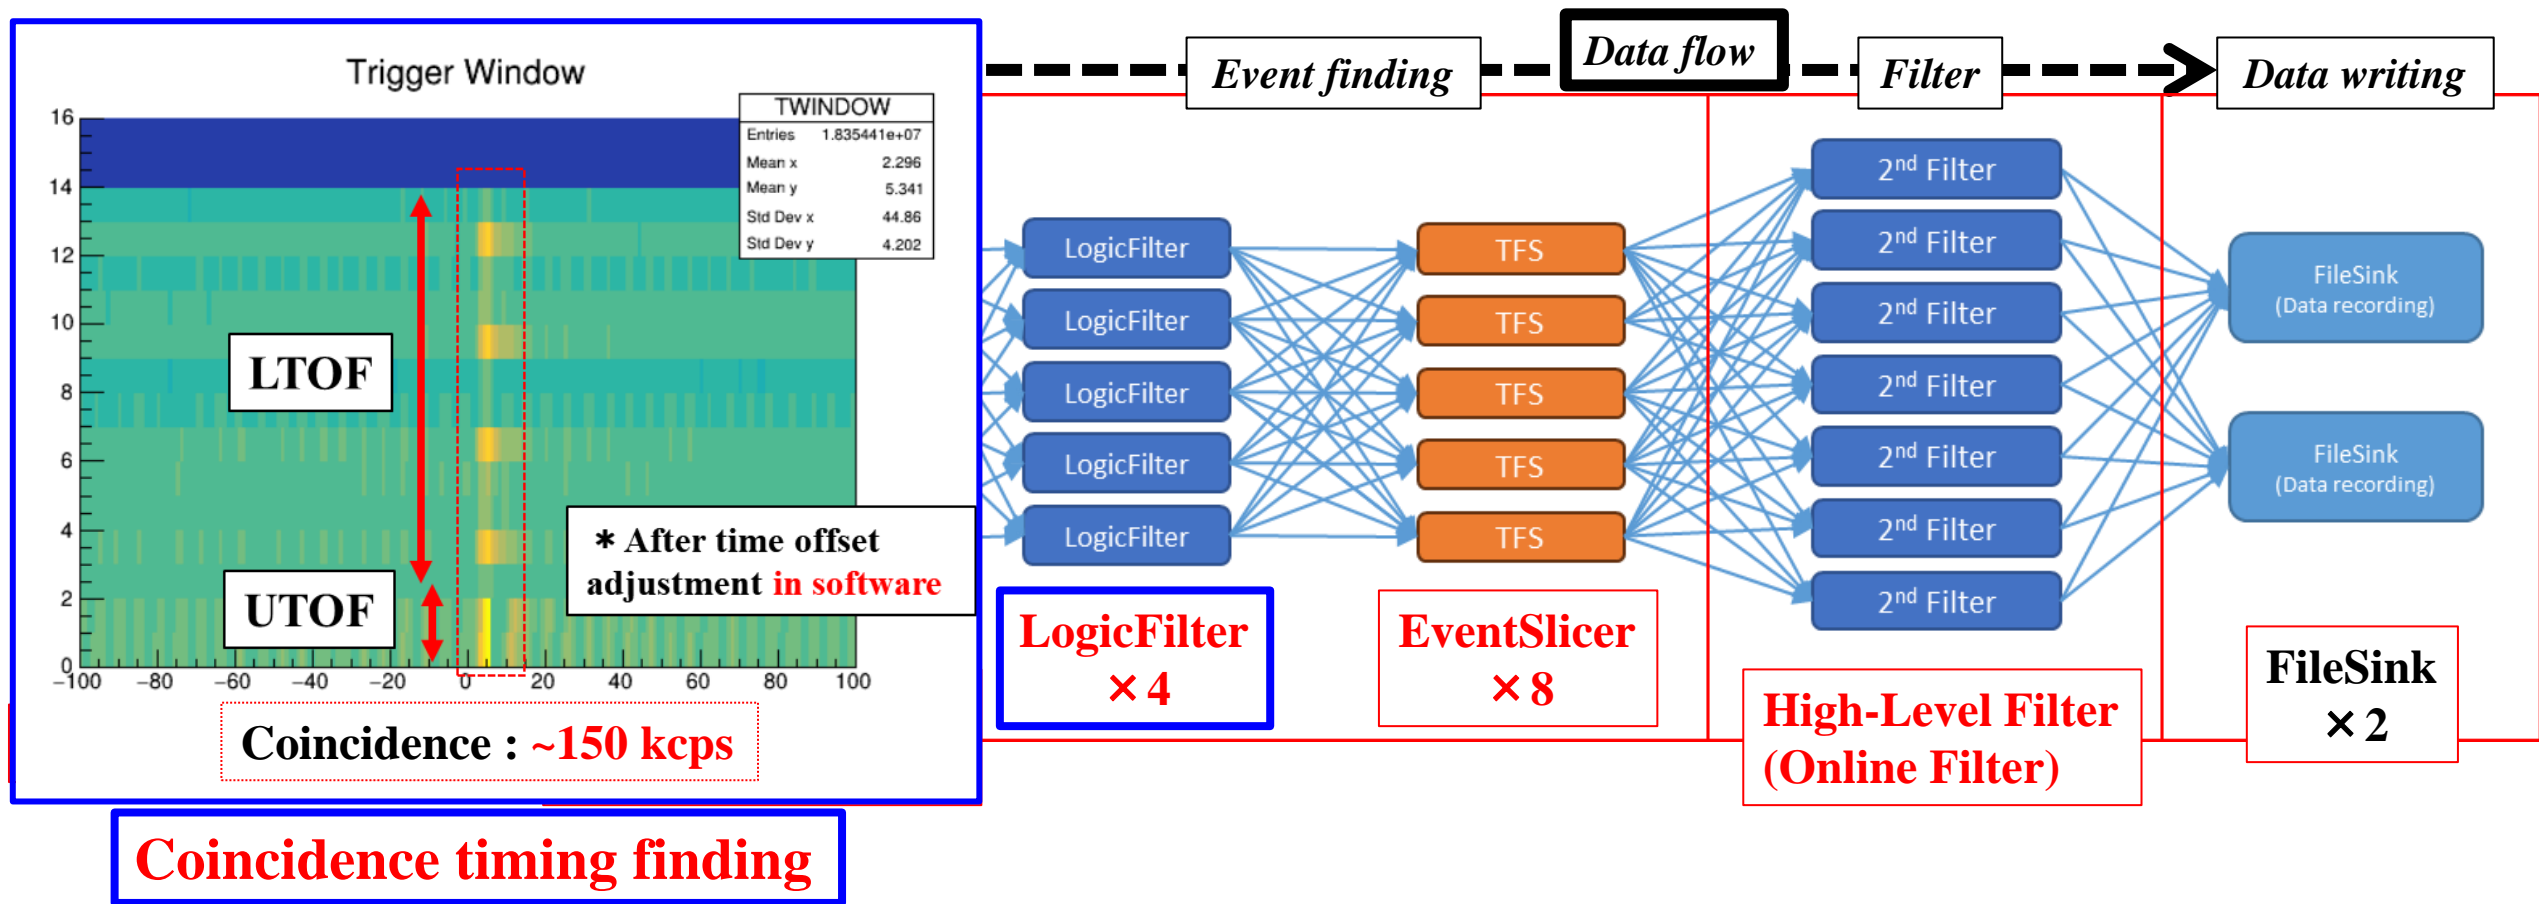 Trigger Window
TWINDOW
Entries 1.835441e+07
Mean x 2.296
Mean y 5.341
Std Dev x 44.86
Std Dev y 4.202
16
14
12
10
8
6
4
2
0
−100 −80 −60 −40 −20 0 20 40 60 80 100
LTOF
UTOF
* After time offset
adjustment in software
Coincidence : ~150 kcps
Coincidence timing finding
Event finding
Data flow
Filter
Data writing
LogicFilter
LogicFilter
LogicFilter
LogicFilter
LogicFilter
LogicFilter
×4
TFS
TFS
TFS
TFS
TFS
EventSlicer
×8
2nd Filter
2nd Filter
2nd Filter
2nd Filter
2nd Filter
2nd Filter
2nd Filter
High-Level Filter
(Online Filter)
FileSink
(Data recording)
FileSink
(Data recording)
FileSink
×2